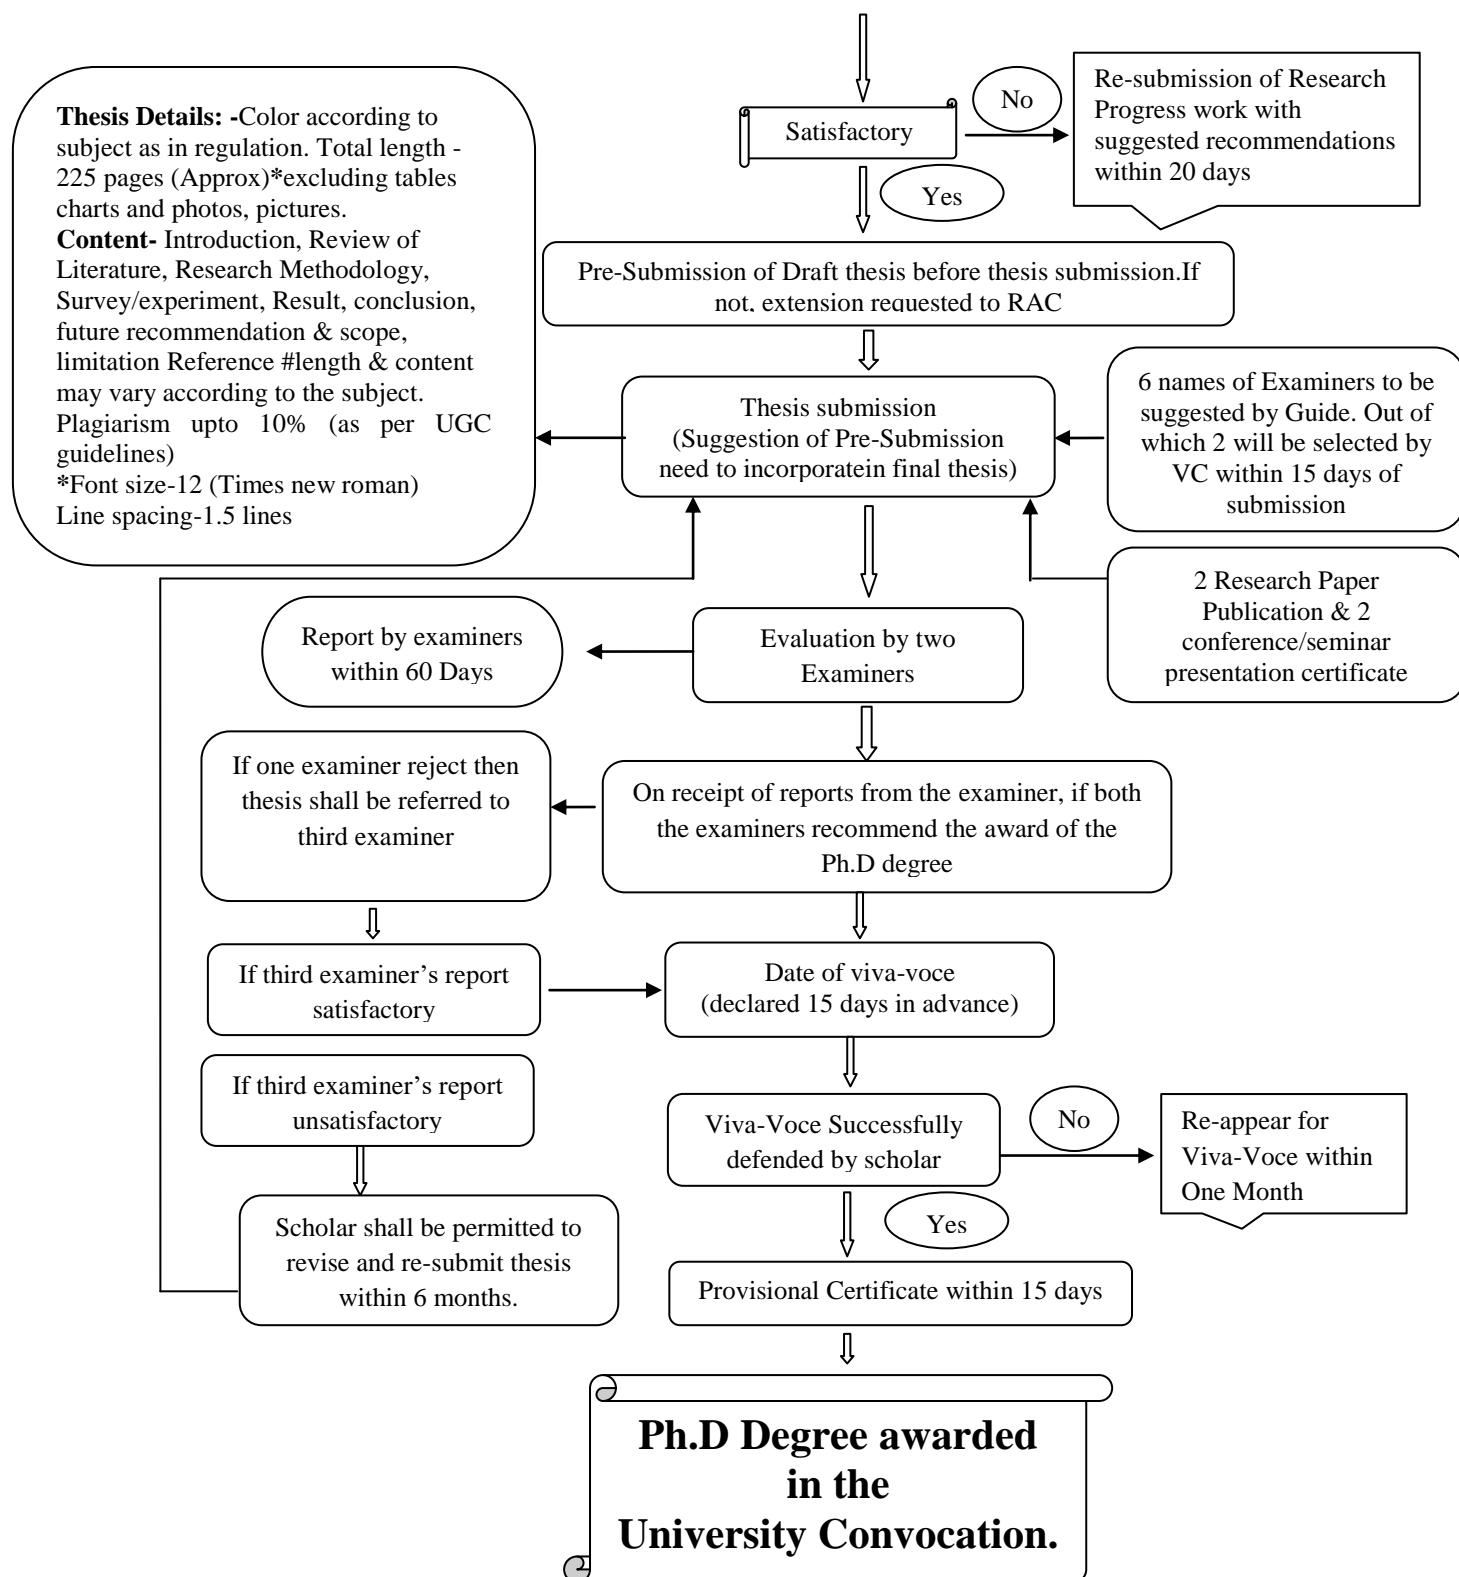 Thesis Details: -Color according to
subject as in regulation. Total length -
225 pages (Approx)*excluding tables
charts and photos, pictures.
Content- Introduction, Review of
Literature, Research Methodology,
Survey/experiment, Result, conclusion,
future recommendation & scope,
limitation Reference #length & content
may vary according to the subject.
Plagiarism upto 10% (as per UGC
guidelines)
*Font size-12 (Times new roman)
Line spacing-1.5 lines
Satisfactory
No
Re-submission of Research
Progress work with
suggested recommendations
within 20 days
Yes
Pre-Submission of Draft thesis before thesis submission.If
not, extension requested to RAC
Thesis submission
(Suggestion of Pre-Submission
need to incorporatein final thesis)
6 names of Examiners to be
suggested by Guide. Out of
which 2 will be selected by
VC within 15 days of
submission
2 Research Paper
Publication & 2
conference/seminar
presentation certificate
Report by examiners
within 60 Days
Evaluation by two
Examiners
If one examiner reject then
thesis shall be referred to
third examiner
On receipt of reports from the examiner, if both
the examiners recommend the award of the
Ph.D degree
If third examiner’s report
satisfactory
Date of viva-voce
(declared 15 days in advance)
If third examiner’s report
unsatisfactory
Viva-Voce Successfully
defended by scholar
No
Re-appear for
Viva-Voce within
One Month
Yes
Scholar shall be permitted to
revise and re-submit thesis
within 6 months.
Provisional Certificate within 15 days
Ph.D Degree awarded
in the
University Convocation.